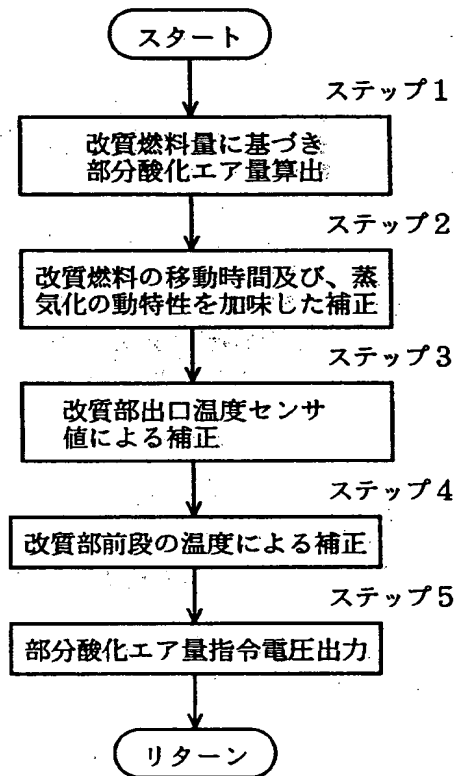 スタート
ステップ1
改質燃料量に基づき
部分酸化エア量算出
ステップ2
改質燃料の移動時間及び、蒸
気化の動特性を加味した補正
ステップ3
改質部出口温度センサ
値による補正
ステップ4
改質部前段の温度による補正
ステップ5
部分酸化エア量指令電圧出力
リターン